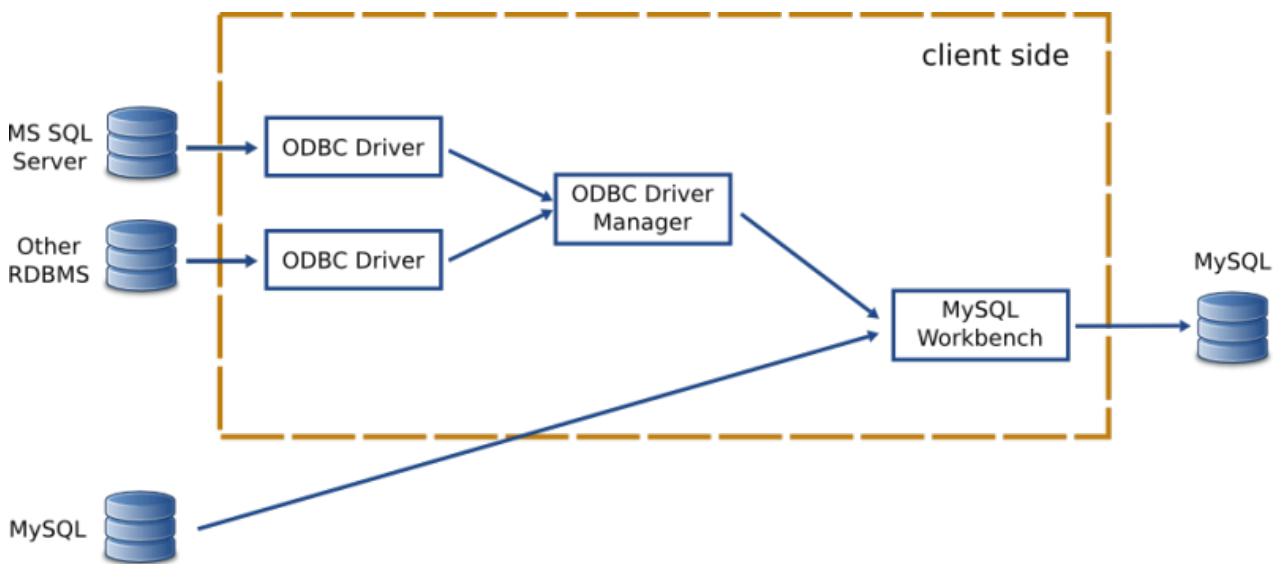 client side
MS SQL
Server
ODBC Driver
ODBC Driver
Manager
Other
RDBMS
ODBC Driver
MySQL
MySQL
Workbench
MySQL